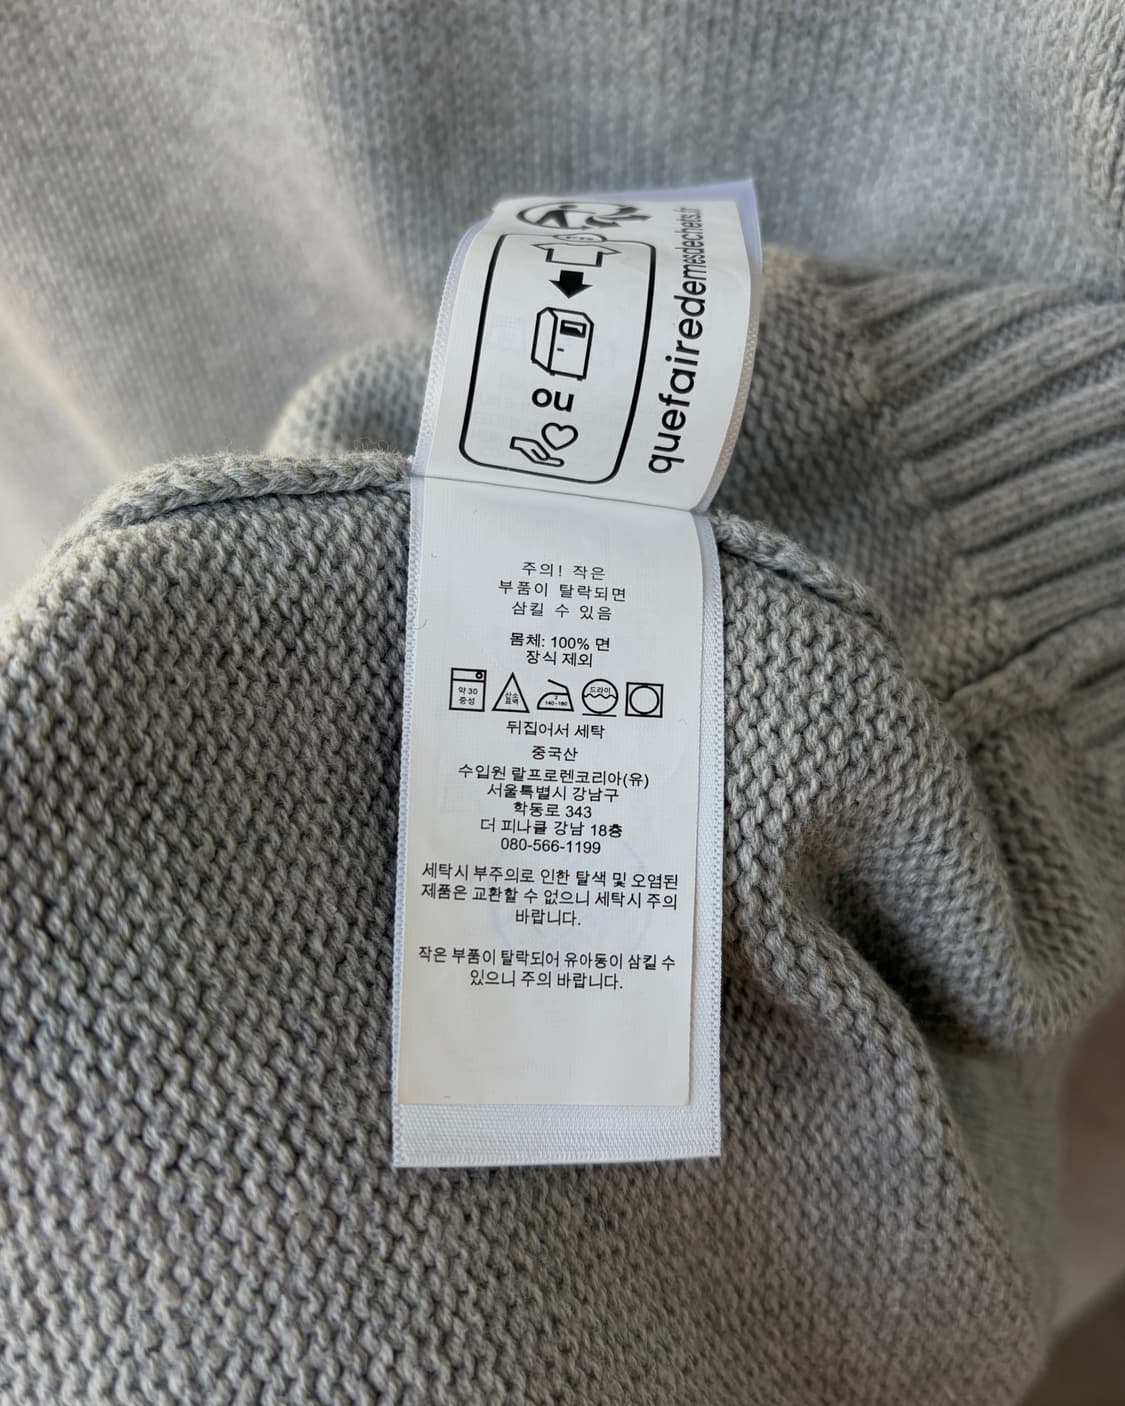 quefairedemesdechets.fr
OU
주의! 작은
부품이 탈락되면
삼킬 수 있음
몸체: 100% 면
장식 제외
약 30
중성
산소
표백
2
140~160
드라이
뒤집어서 세탁
중국산
수입원 랄프로렌코리아(유)
서울특별시 강남구
학동로 343
더 피나클 강남 18층
080-566-1199
세탁시 부주의로 인한 탈색 및 오염된
제품은 교환할 수 없으니 세탁시 주의
바랍니다.
작은 부품이 탈락되어 유아동이 삼킬 수
있으니 주의 바랍니다.